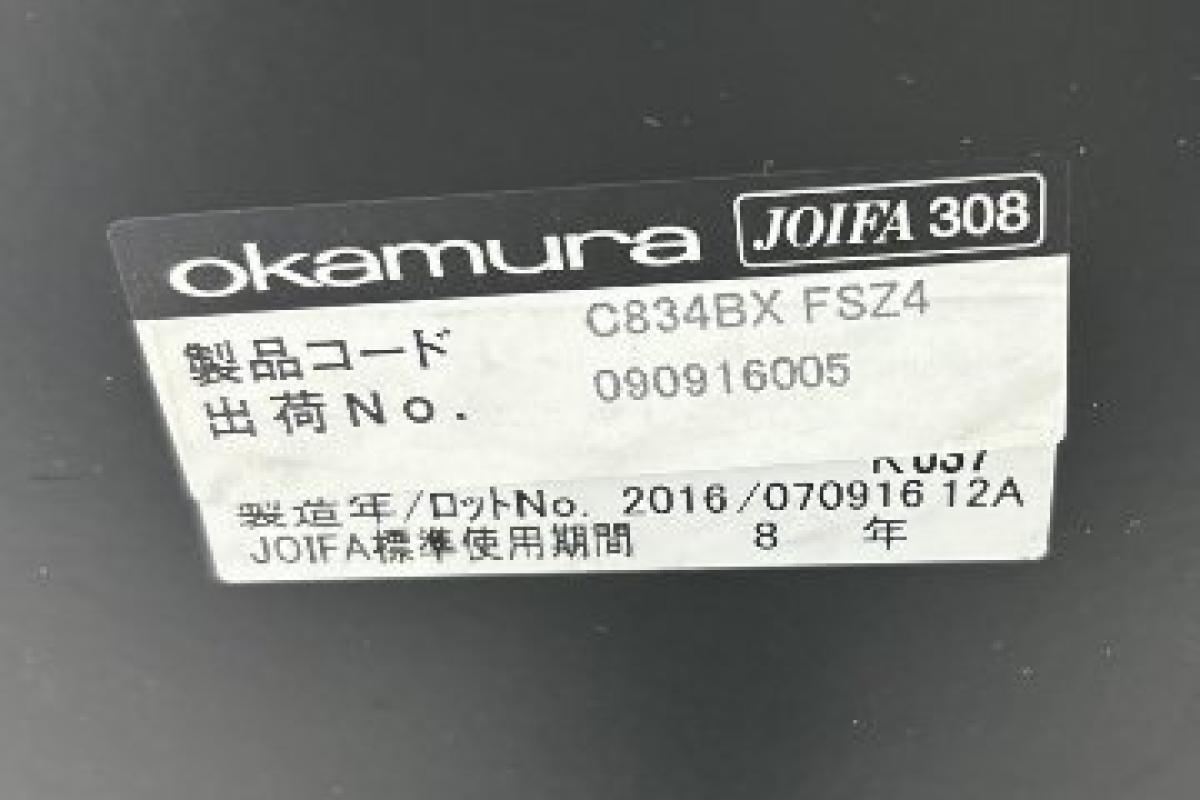 okamura JOIFA 308
製品コード C834BX FSZ4
出荷No. 090916005
製造年/ロットNo. 2016/070916 12A
JOIFA標準使用期間 8 年